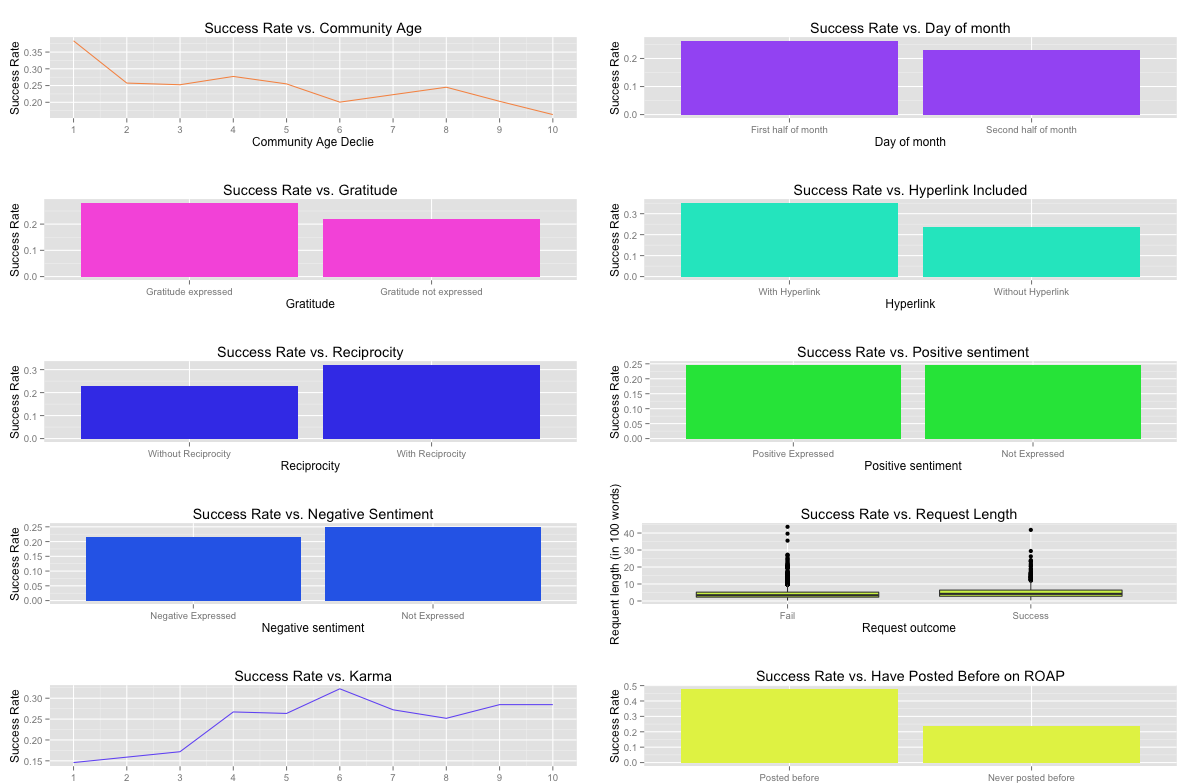 Success Rate vs. Community Age
Success Rate
0.35
0.30
0.25
0.20
1 2 3 4 5 6 7 8 9 10
Community Age Declie
Success Rate vs. Day of month
Success Rate
0.2
0.1
0.0
First half of month Second half of month
Day of month
Success Rate vs. Gratitude
Success Rate
0.2
0.1
0.0
Gratitude expressed Gratitude not expressed
Gratitude
Success Rate vs. Hyperlink Included
Success Rate
0.3
0.2
0.1
0.0
With Hyperlink Without Hyperlink
Hyperlink
Success Rate vs. Reciprocity
Success Rate
0.3
0.2
0.1
0.0
Without Reciprocity With Reciprocity
Reciprocity
Success Rate vs. Positive sentiment
Success Rate
0.25
0.20
0.15
0.10
0.05
0.00
Positive Expressed Not Expressed
Positive sentiment
Success Rate vs. Negative Sentiment
Success Rate
0.25
0.20
0.15
0.10
0.05
0.00
Negative Expressed Not Expressed
Negative sentiment
Success Rate vs. Request Length
Requent length (in 100 words)
40
30
20
10
0
Fail Success
Request outcome
Success Rate vs. Karma
Success Rate
0.30
0.25
0.20
0.15
1 2 3 4 5 6 7 8 9 10
Success Rate vs. Have Posted Before on ROAP
Success Rate
0.5
0.4
0.3
0.2
0.1
0.0
Posted before Never posted before